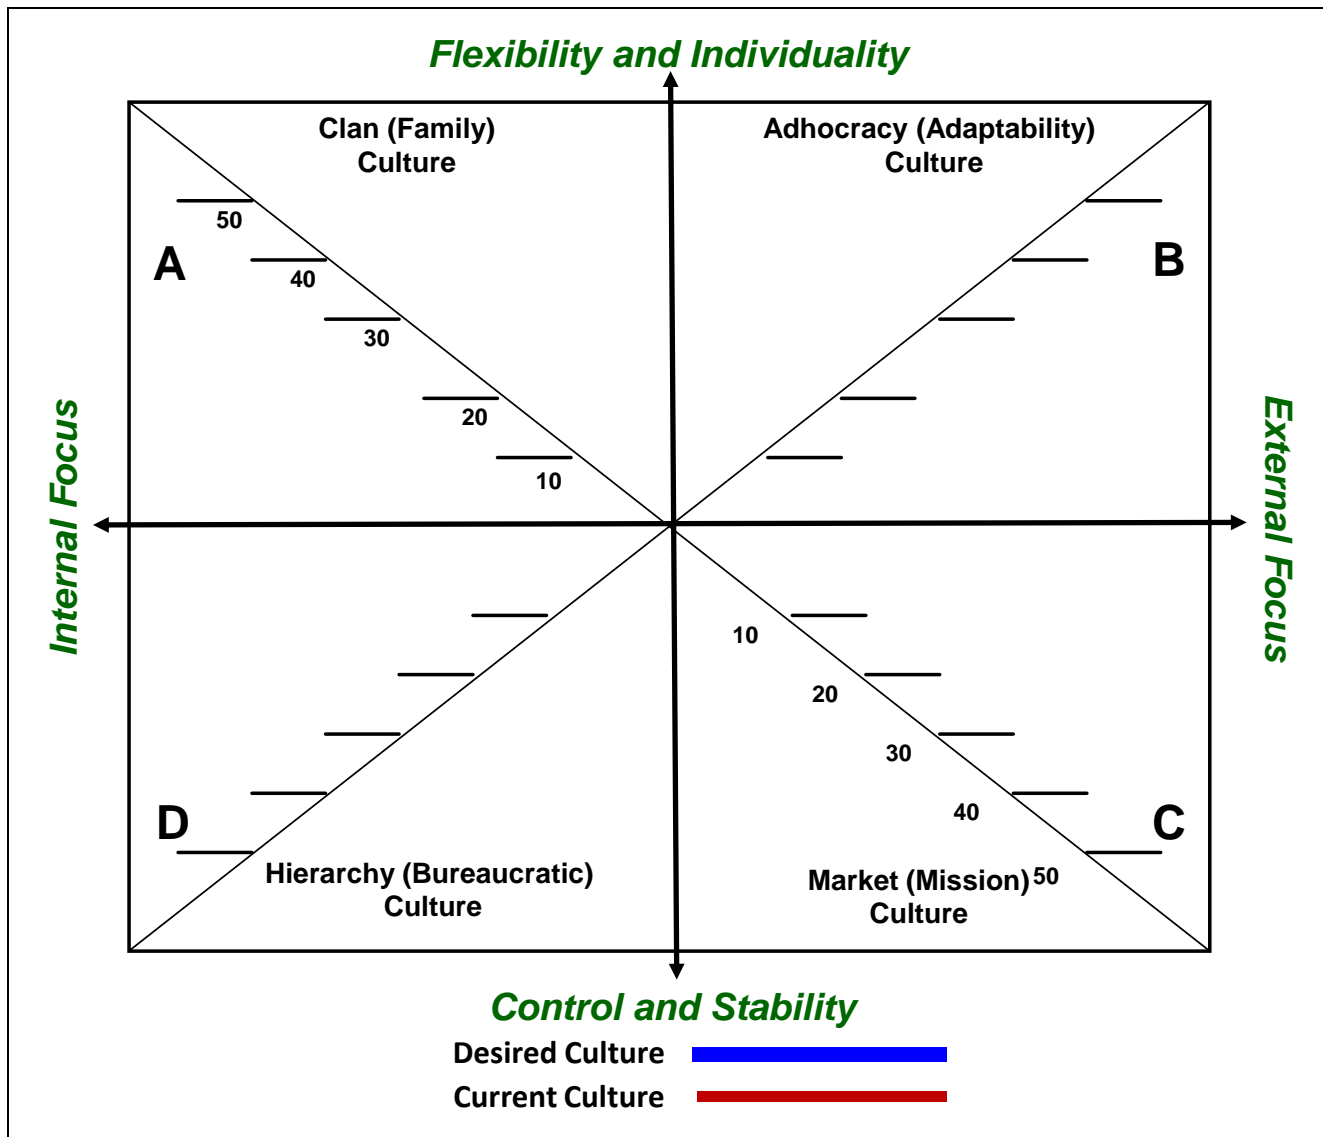 Flexibility and Individuality
Clan (Family)
Culture
Adhocracy (Adaptability)
Culture
50
A
B
40
30
20
10
Internal Focus
External Focus
10
20
30
40
D
C
Hierarchy (Bureaucratic)
Culture
Market (Mission) 50
Culture
Control and Stability
Desired Culture
Current Culture